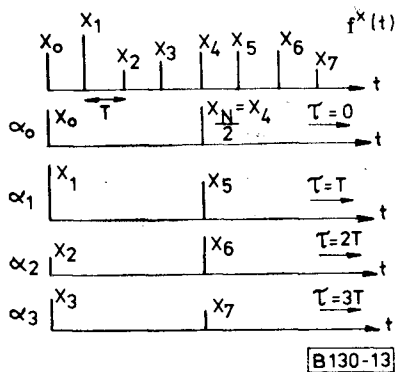 fˣ(t)
X₀ X₁ X₂ X₃ X₄ X₅ X₆ X₇ t
T
α₀ X₀ X_N/2 = X₄ τ=0 t
α₁ X₁ X₅ τ=T t
α₂ X₂ X₆ τ=2T t
α₃ X₃ X₇ τ=3T t
B130-13